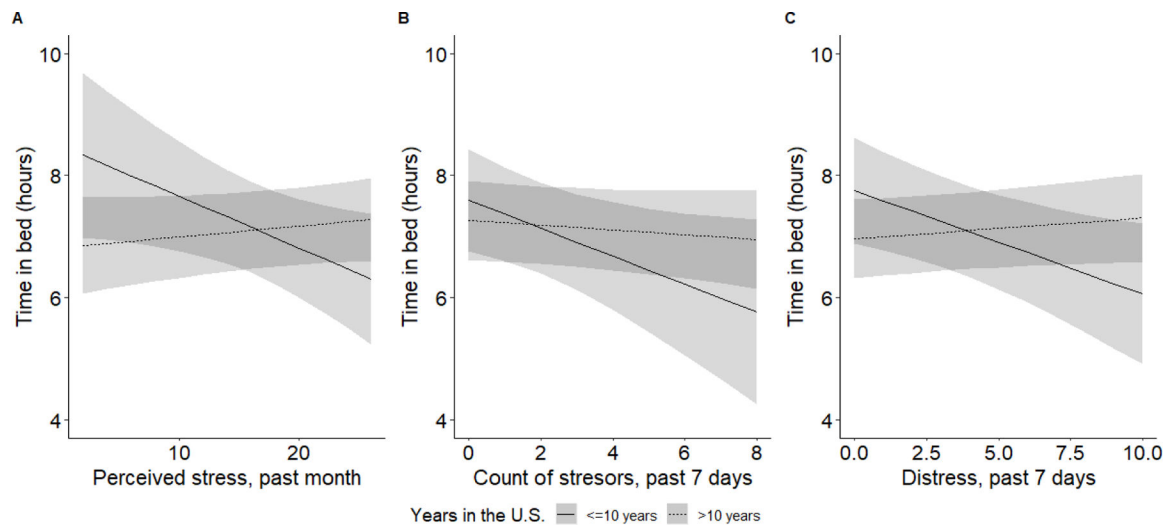 A
Time in bed (hours)
10
8
6
4
10
20
Perceived stress, past month
B
Time in bed (hours)
10
8
6
4
0
2
4
6
8
Count of stresors, past 7 days
C
Time in bed (hours)
10
8
6
4
0.0
2.5
5.0
7.5
10.0
Distress, past 7 days
Years in the U.S. <=10 years >10 years